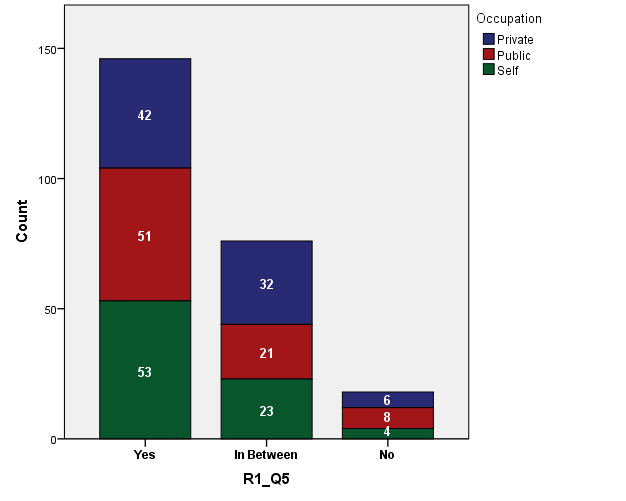 Occupation
Private
Public
Self
Count
150
100
50
0
42
51
53
32
21
23
6
8
4
Yes
In Between
No
R1_Q5